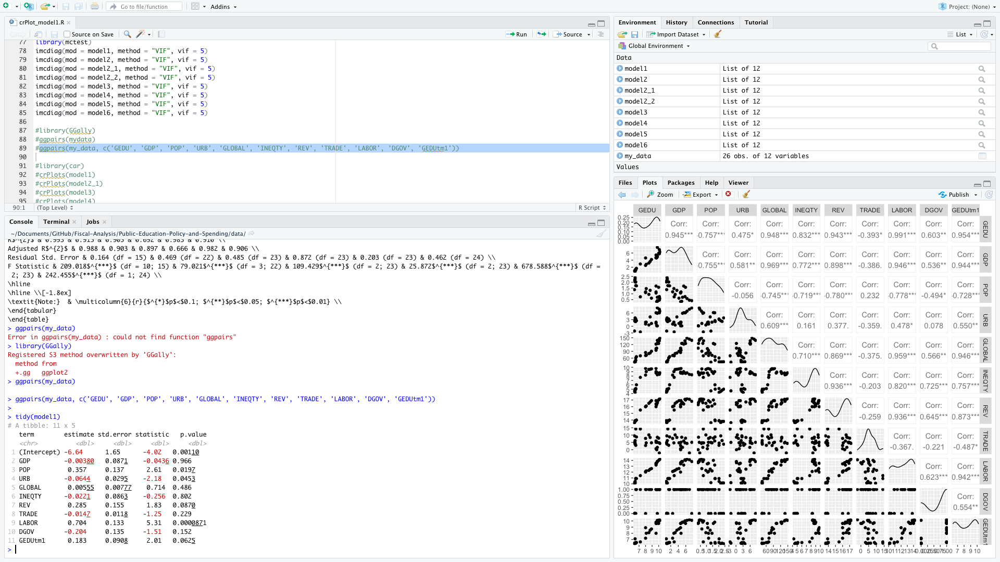 Go to file/function
Addins
Project: (None)
crPlot_model1.R
Source on Save
Run
Source
77 library(mctest)
78 imcdiag(mod = model1, method = "VIF", vif = 5)
79 imcdiag(mod = model2, method = "VIF", vif = 5)
80 imcdiag(mod = model2_1, method = "VIF", vif = 5)
81 imcdiag(mod = model2_2, method = "VIF", vif = 5)
82 imcdiag(mod = model3, method = "VIF", vif = 5)
83 imcdiag(mod = model4, method = "VIF", vif = 5)
84 imcdiag(mod = model5, method = "VIF", vif = 5)
85 imcdiag(mod = model6, method = "VIF", vif = 5)
86
87 #library(GGally)
88 #ggpairs(mydata)
89 #ggpairs(my_data, c('GEDU', 'GDP', 'POP', 'URB', 'GLOBAL', 'INEQTY', 'REV', 'TRADE', 'LABOR', 'DGOV', 'GEDUtm1'))
90
91 #library(car)
92 #crPlots(model1)
93 #crPlots(model2_1)
94 #crPlots(model3)
95 #crPlots(model4)
90:1 (Top Level) R Script
Console Terminal Jobs
~/Documents/GitHub/Fiscal-Analysis/Public-Education-Policy-and-Spending/data/
R$^{2}$ & 0.993 & 0.915 & 0.905 & 0.692 & 0.983 & 0.910 \\
Adjusted R$^{2}$ & 0.988 & 0.903 & 0.897 & 0.666 & 0.982 & 0.906 \\
Residual Std. Error & 0.164 (df = 15) & 0.469 (df = 22) & 0.485 (df = 23) & 0.872 (df = 23) & 0.203 (df = 23) & 0.462 (df = 24) \\
F Statistic & 209.018$^{***}$ (df = 10; 15) & 79.021$^{***}$ (df = 3; 22) & 109.429$^{***}$ (df = 2; 23) & 25.872$^{***}$ (df = 2; 23) & 678.588$^{***}$ (df =
2; 23) & 242.455$^{***}$ (df = 1; 24) \\
\hline
\hline \\[-1.8ex]
\textit{Note:}  & \multicolumn{6}{r}{$^{*}$p$<$0.1; $^{**}$p$<$0.05; $^{***}$p$<$0.01} \\
\end{tabular}
\end{table}
> ggpairs(my_data)
Error in ggpairs(my_data) : could not find function "ggpairs"
> library(GGally)
Registered S3 method overwritten by 'GGally':
method from
+.gg ggplot2
> ggpairs(my_data)
> ggpairs(my_data, c('GEDU', 'GDP', 'POP', 'URB', 'GLOBAL', 'INEQTY', 'REV', 'TRADE', 'LABOR', 'DGOV', 'GEDUtm1'))
>
> tidy(model1)
# A tibble: 11 x 5
term estimate std.error statistic p.value
<chr> <dbl> <dbl> <dbl> <dbl>
1 (Intercept) -6.64 1.65 -4.02 0.00110
2 GDP -0.00380 0.0871 -0.0436 0.966
3 POP 0.357 0.137 2.61 0.0197
4 URB -0.0644 0.0295 -2.18 0.0453
5 GLOBAL 0.00555 0.00777 0.714 0.486
6 INEQTY -0.0221 0.0863 -0.256 0.802
7 REV 0.285 0.155 1.83 0.0870
8 TRADE -0.0147 0.0118 -1.25 0.229
9 LABOR 0.704 0.133 5.31 0.0000871
10 DGOV -0.204 0.135 -1.51 0.152
11 GEDUtm1 0.183 0.0908 2.01 0.0625
>
Environment History Connections Tutorial
Import Dataset List
Global Environment
Data
model1 List of 12
model2 List of 12
model2_1 List of 12
model2_2 List of 12
model3 List of 12
model4 List of 12
model5 List of 12
model6 List of 12
my_data 26 obs. of 12 variables
Values
Files Plots Packages Help Viewer
Zoom Export Publish
GEDU GDP POP URB GLOBAL INEQTY REV TRADE LABOR DGOV GEDUtm1
0.25
0.20
0.15
0.10
0.05
0.00
Corr: Corr: Corr: Corr: Corr: Corr: Corr: Corr: Corr: Corr:
0.945*** -0.757*** 0.475* 0.948*** 0.832*** 0.943*** -0.393* 0.991*** 0.603** 0.954***
GEDU
6
4
2
Corr: Corr: Corr: Corr: Corr: Corr: Corr: Corr: Corr:
-0.755*** 0.581** 0.969*** 0.772*** 0.898*** -0.386. 0.946*** 0.536** 0.944***
GDP
2.5
2.0
1.5
1.0
0.5
Corr: Corr: Corr: Corr: Corr: Corr: Corr: Corr:
-0.056 -0.745*** -0.719*** -0.780*** 0.232 -0.778*** -0.494* -0.728***
POP
6
3
0
-3
Corr: Corr: Corr: Corr: Corr: Corr: Corr:
0.609*** 0.161 0.377. -0.359. 0.478* 0.078 0.550**
URB
150
120
90
60
Corr: Corr: Corr: Corr: Corr: Corr:
0.710*** 0.869*** -0.375. 0.959*** 0.566** 0.946***
GLOBAL
10
9
8
7
6
5
4
Corr: Corr: Corr: Corr: Corr:
0.936*** -0.203 0.820*** 0.725*** 0.757***
INEQTY
17
16
15
14
Corr: Corr: Corr: Corr:
-0.259 0.936*** 0.645*** 0.873***
REV
15
10
5
0
Corr: Corr: Corr:
-0.367. -0.221 -0.487*
TRADE
14
13
12
11
10
Corr: Corr:
0.623*** 0.942***
LABOR
1.00
0.75
0.50
0.25
0.00
Corr:
0.554**
DGOV
10
9
8
7
GEDUtm1
7 8 9 10 2 4 6 0.5 1.0 1.5 2.0 2.5 -3 0 3 6 60 90 120 150 4 5 6 7 8 9 10 14 15 16 17 0 5 10 15 10 11 12 13 14 0.00 0.25 0.50 0.75 1.00 7 8 9 10